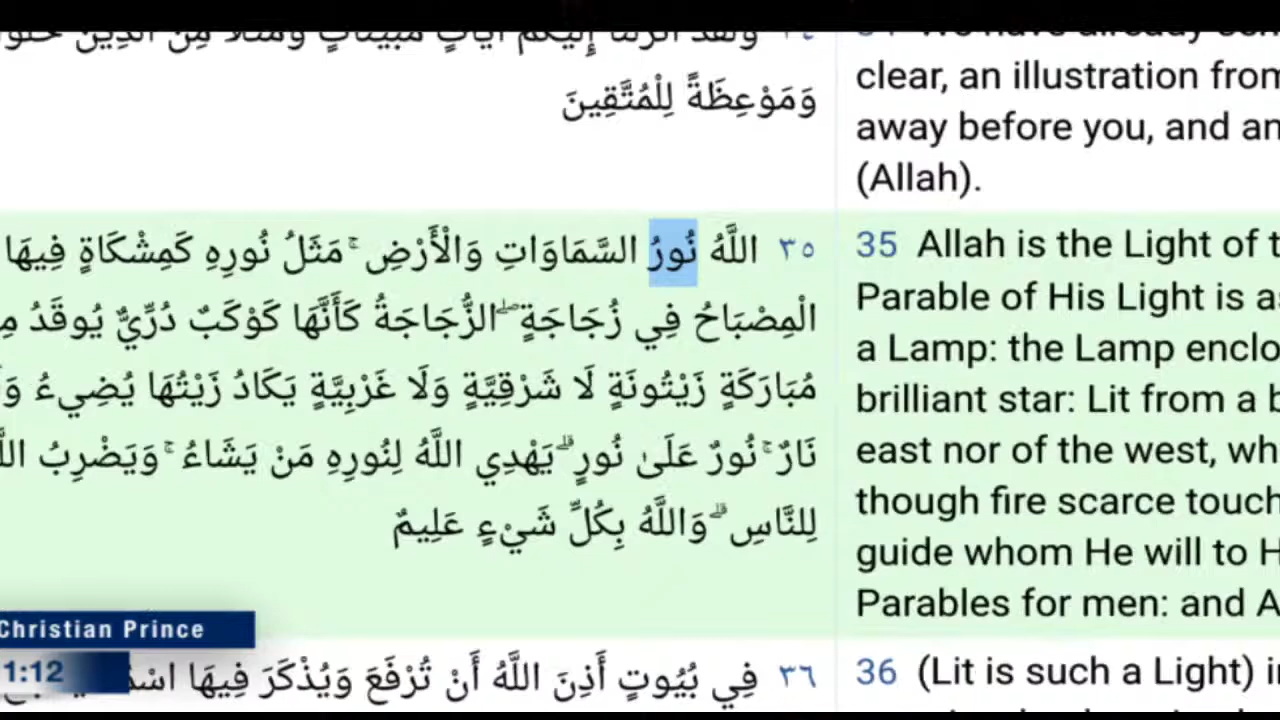 وَمَوْعِظَةً لِلْمُتَّقِينَ
٣٥ اللَّهُ نُورُ السَّمَاوَاتِ وَالْأَرْضِ ۚ مَثَلُ نُورِهِ كَمِشْكَاةٍ فِيهَا
الْمِصْبَاحُ فِي زُجَاجَةٍ ۖ الزُّجَاجَةُ كَأَنَّهَا كَوْكَبٌ دُرِّيٌّ يُوقَدُ
مُبَارَكَةٍ زَيْتُونَةٍ لَا شَرْقِيَّةٍ وَلَا غَرْبِيَّةٍ يَكَادُ زَيْتُهَا يُضِيءُ
نَارٌ ۚ نُورٌ عَلَىٰ نُورٍ ۗ يَهْدِي اللَّهُ لِنُورِهِ مَنْ يَشَاءُ ۚ وَيَضْرِبُ
لِلنَّاسِ ۗ وَاللَّهُ بِكُلِّ شَيْءٍ عَلِيمٌ
٣٦ فِي بُيُوتٍ أَذِنَ اللَّهُ أَنْ تُرْفَعَ وَيُذْكَرَ فِيهَا
clear, an illustration from
away before you, and an
(Allah).
35 Allah is the Light of t
Parable of His Light is as
a Lamp: the Lamp enclo
brilliant star: Lit from a b
east nor of the west, wh
though fire scarce touch
guide whom He will to H
Parables for men: and A
36 (Lit is such a Light) i
Christian Prince
1:12